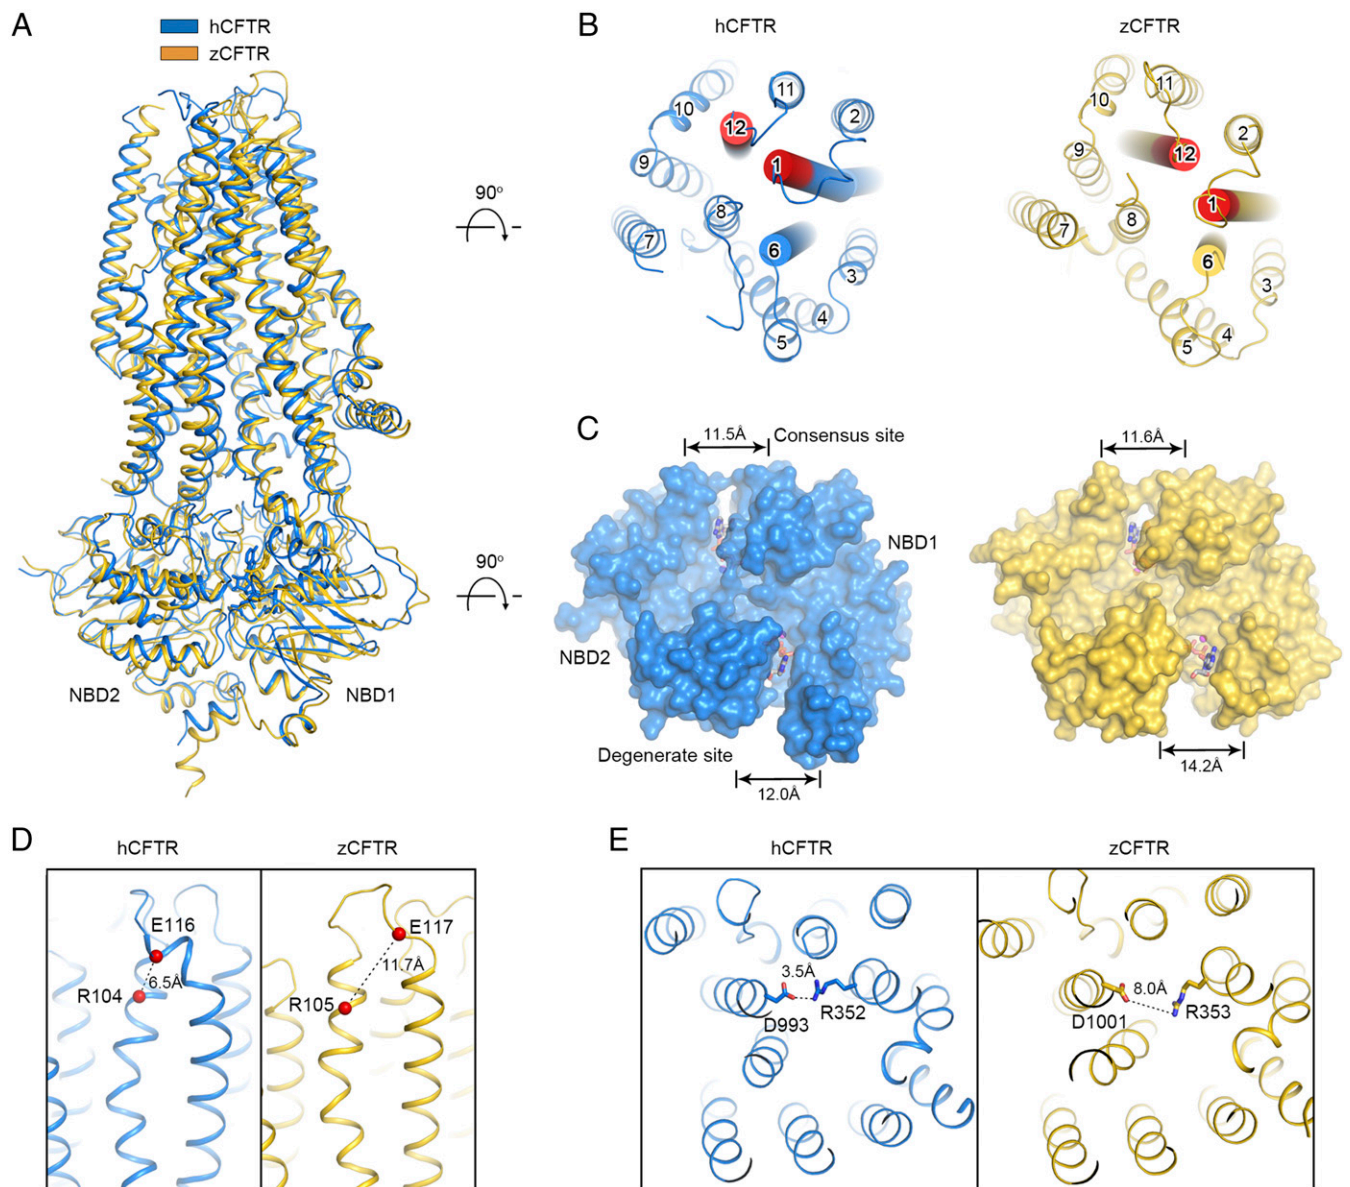 A
hCFTR
zCFTR
90°
90°
NBD2
NBD1
B
hCFTR
zCFTR
11
10
2
12
1
9
8
7
6
3
4
5
11
10
2
12
9
1
8
7
6
3
4
5
C
11.5Å
Consensus site
NBD1
NBD2
Degenerate site
12.0Å
11.6Å
14.2Å
D
hCFTR
zCFTR
E116
6.5Å
R104
E117
11.7Å
R105
E
hCFTR
zCFTR
3.5Å
D993
R352
8.0Å
D1001
R353